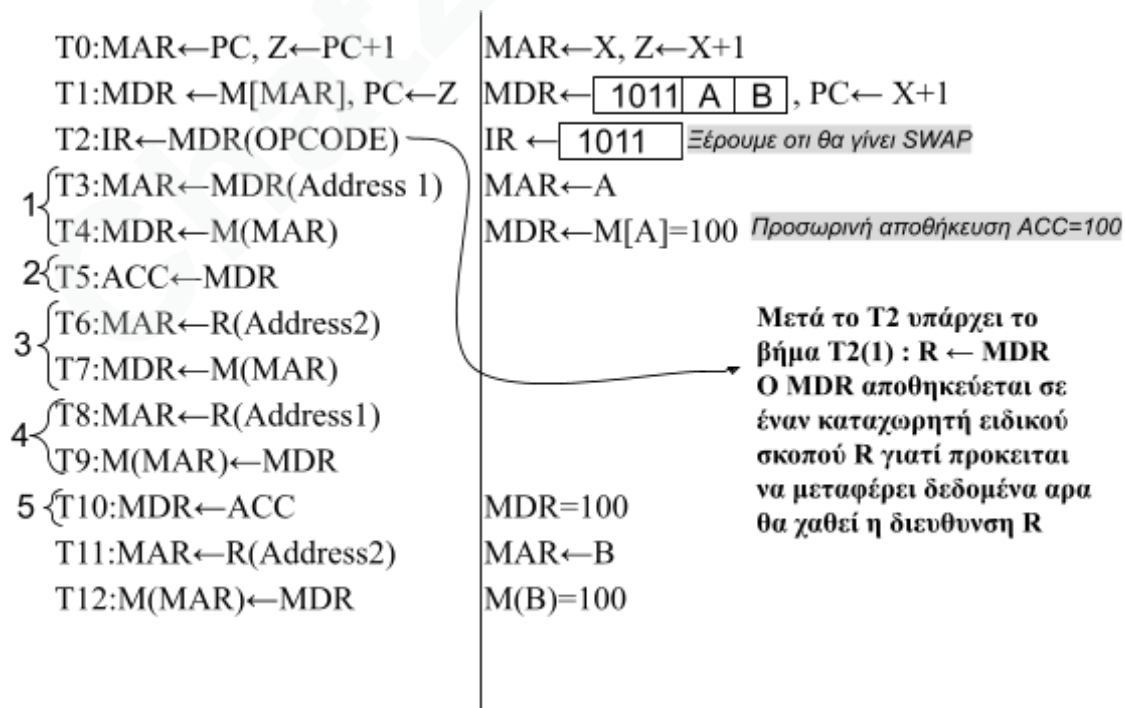 T0:MAR←PC, Z←PC+1
MAR←X, Z←X+1
T1:MDR ←M[MAR], PC←Z
MDR← 1011 A B , PC← X+1
T2:IR←MDR(OPCODE)
IR ← 1011 Ξέρουμε οτι θα γίνει SWAP
1 T3:MAR←MDR(Address 1)
MAR←A
T4:MDR←M(MAR)
MDR←M[A]=100 Προσωρινή αποθήκευση ACC=100
2 T5:ACC←MDR
3 T6:MAR←R(Address2)
T7:MDR←M(MAR)
4 T8:MAR←R(Address1)
T9:M(MAR)←MDR
5 T10:MDR←ACC
MDR=100
T11:MAR←R(Address2)
MAR←B
T12:M(MAR)←MDR
M(B)=100
Μετά το Τ2 υπάρχει το
βήμα Τ2(1) : R ← MDR
Ο MDR αποθηκεύεται σε
έναν καταχωρητή ειδικού
σκοπού R γιατί προκειται
να μεταφέρει δεδομένα αρα
θα χαθεί η διευθυνση R